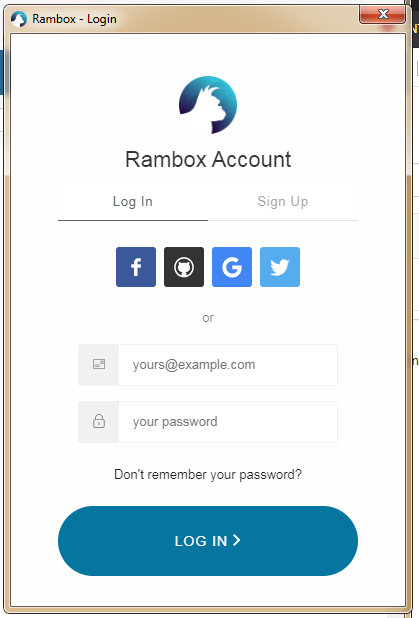 Rambox - Login
Rambox Account
Log In Sign Up
or
yours@example.com
your password
Don't remember your password?
LOG IN